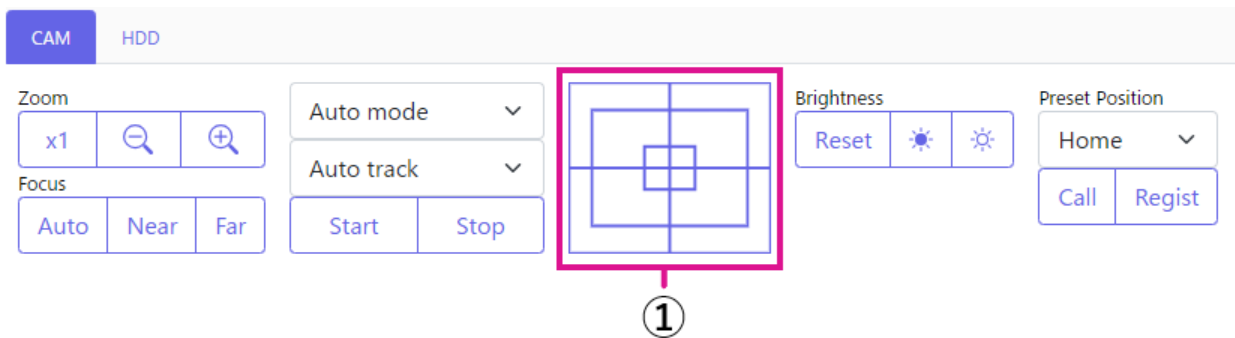 CAM HDD
Zoom
x1
Focus
Auto Near Far
Auto mode
Auto track
Start Stop
①
Brightness
Reset
Preset Position
Home
Call Regist